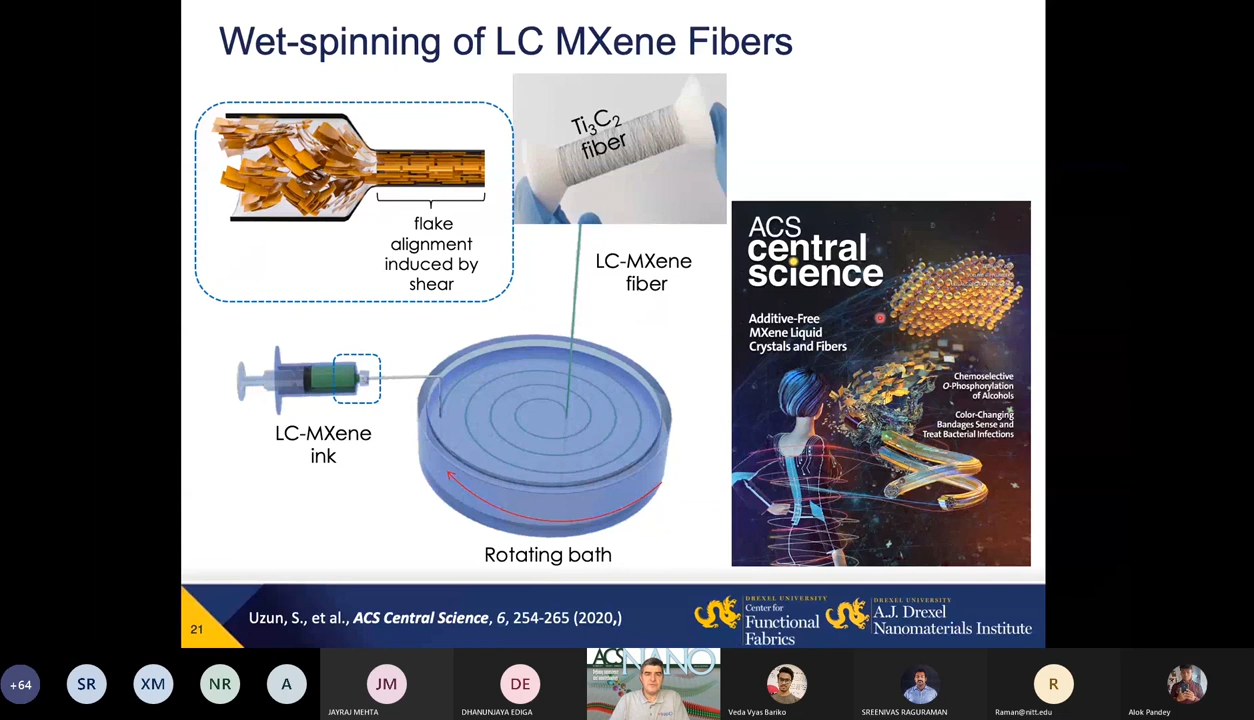 Wet-spinning of LC MXene Fibers
Ti3C2
fiber
flake
alignment
induced by
shear
LC-MXene
fiber
LC-MXene
ink
Rotating bath
ACS
central
science
Additive-Free
MXene Liquid
Crystals and Fibers
Chemoselective
O-Phosphorylation
of Alcohols
Color-Changing
Bandages Sense and
Treat Bacterial Infections
21
Uzun, S., et al., ACS Central Science, 6, 254-265 (2020,)
DREXEL UNIVERSITY
Center for
Functional
Fabrics
DREXEL UNIVERSITY
A.J. Drexel
Nanomaterials Institute
+64
SR
XM
NR
A
JM
JAYRAJ MEHTA
DE
DHANUNJAYA EDIGA
ACS NANO
Veda Vyas Bariko
SREENIVAS RAGURAMAN
R
Raman@nitt.edu
Alok Pandey